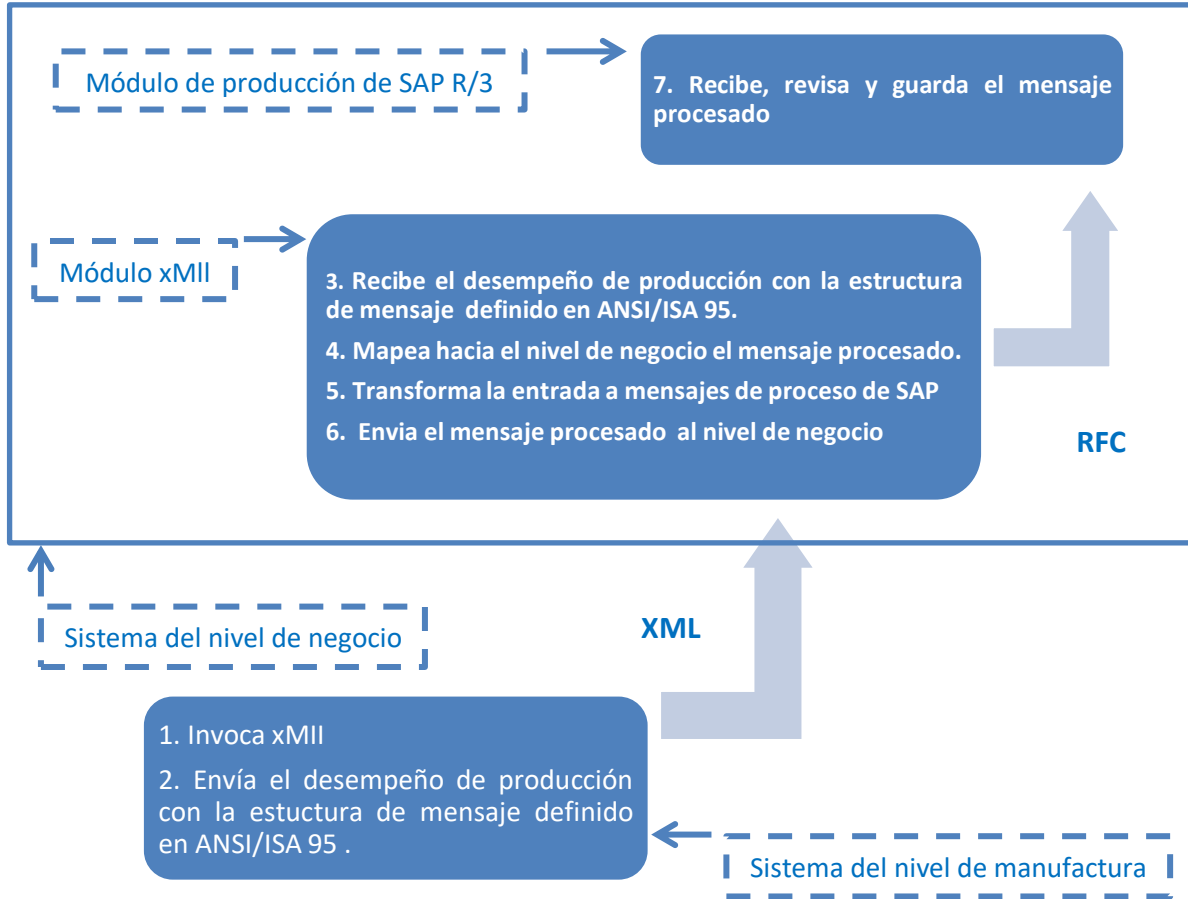 Módulo de producción de SAP R/3
7. Recibe, revisa y guarda el mensaje
procesado
Módulo xMll
3. Recibe el desempeño de producción con la estructura
de mensaje definido en ANSI/ISA 95.
4. Mapea hacia el nivel de negocio el mensaje procesado.
5. Transforma la entrada a mensajes de proceso de SAP
6. Envia el mensaje procesado al nivel de negocio
RFC
Sistema del nivel de negocio
XML
1. Invoca xMII
2. Envía el desempeño de producción
con la estuctura de mensaje definido
en ANSI/ISA 95 .
Sistema del nivel de manufactura